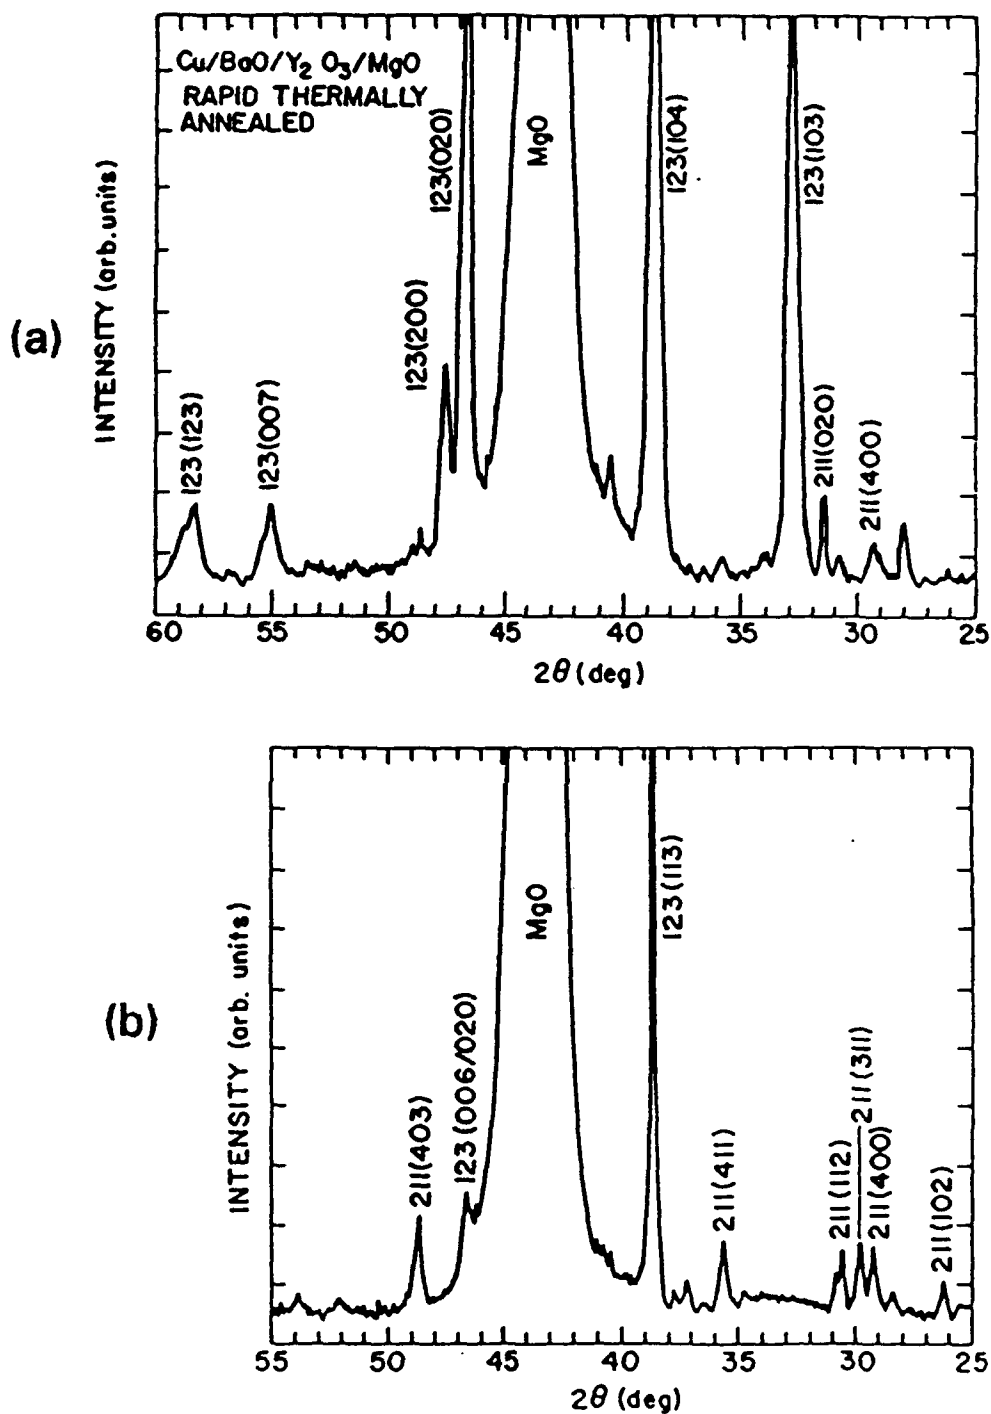 (a)
Cu/BaO/Y₂ O₃/MgO
RAPID THERMALLY
ANNEALED
INTENSITY (arb.units)
123(123)
123(007)
123(200)
123(020)
MgO
123(104)
123(103)
211(020)
211(400)
60 55 50 45 40 35 30 25
2θ (deg)
(b)
INTENSITY (arb. units)
211(403)
123(006/020)
MgO
123(113)
211(411)
211(112)
211(311)
211(400)
211(102)
55 50 45 40 35 30 25
2θ (deg)